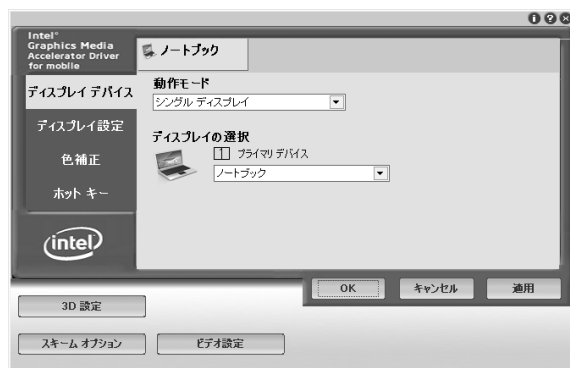 Intel®
Graphics Media
Accelerator Driver
for mobile
ノートブック
ディスプレイ デバイス
ディスプレイ設定
色補正
ホット キー
intel
動作モード
シングル ディスプレイ
ディスプレイの選択
1 プライマリ デバイス
ノートブック
OK
キャンセル
適用
3D 設定
スキーム オプション
ビデオ設定